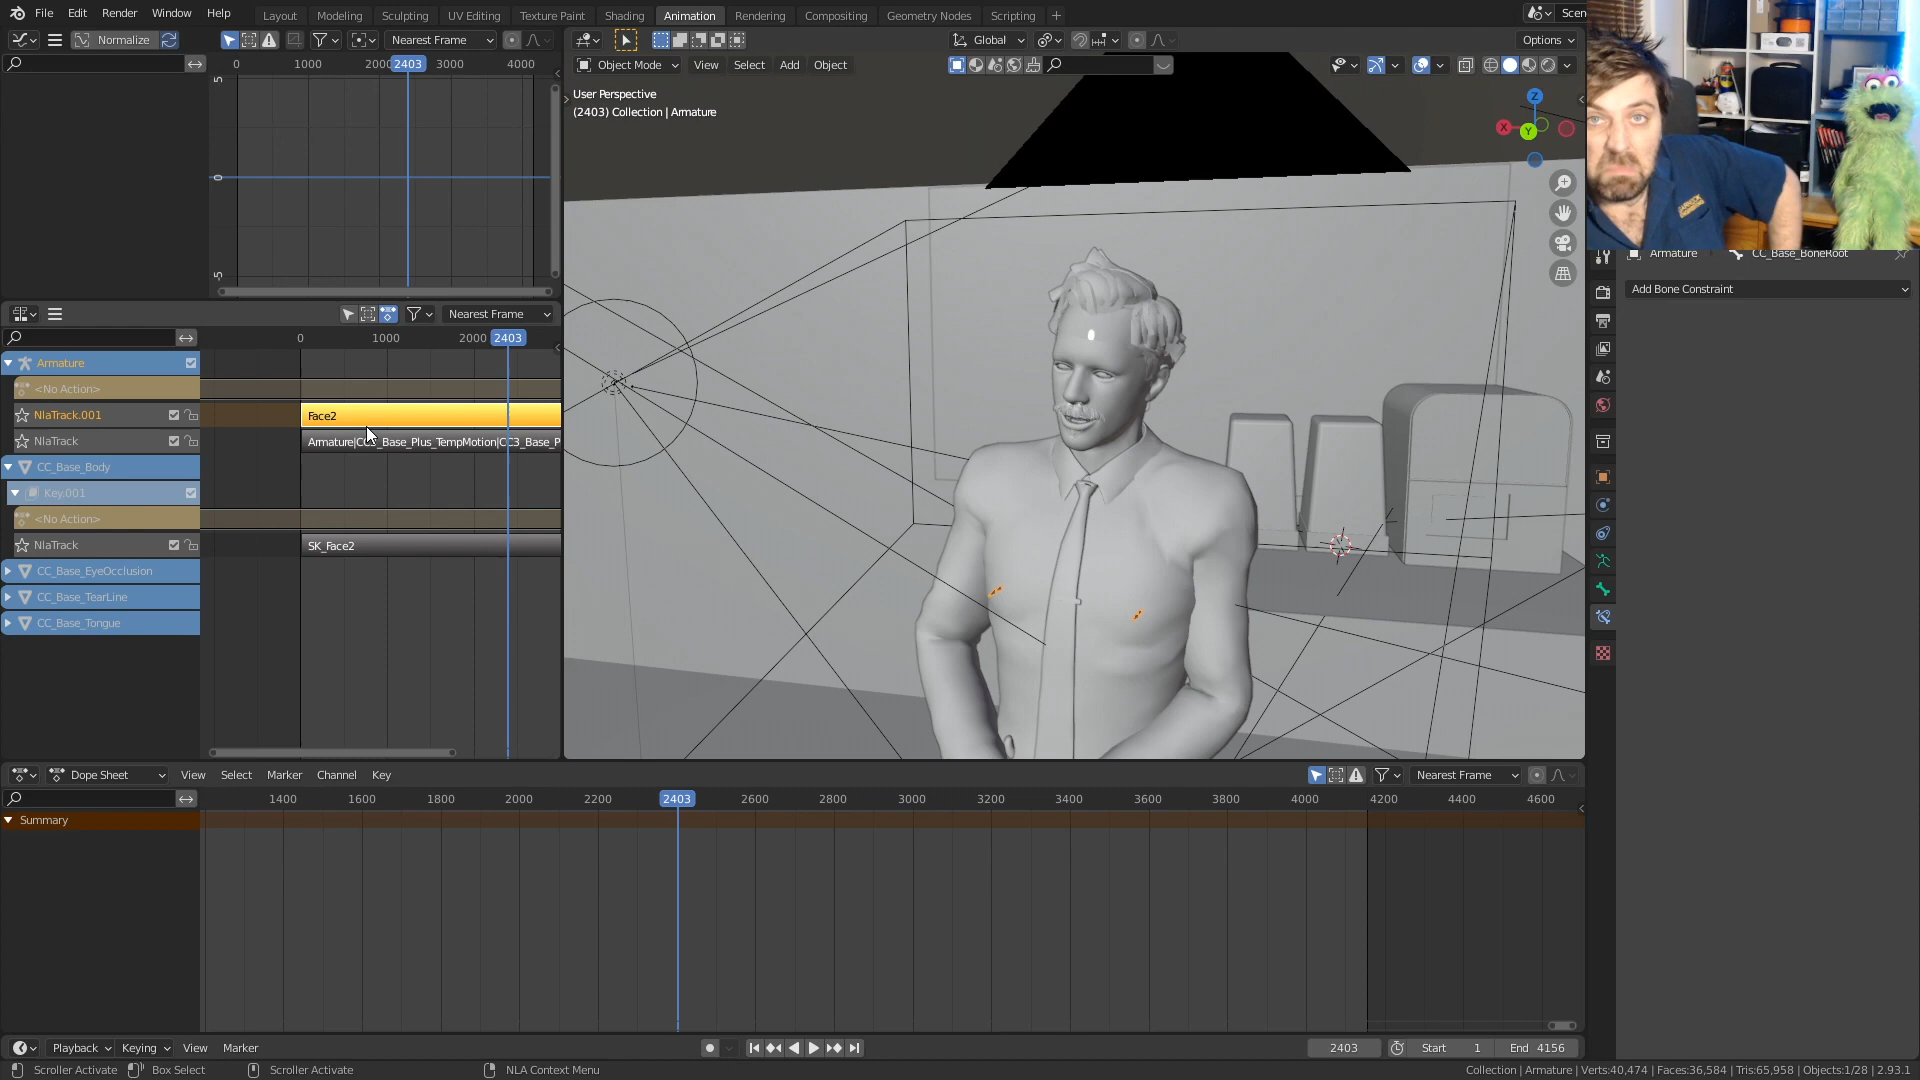 File Edit Render Window Help
Layout Modeling Sculpting UV Editing Texture Paint Shading Animation Rendering Compositing Geometry Nodes Scripting +
Scen
Normalize Nearest Frame
Global
Options
0 1000 2000 2403 3000 4000
Object Mode View Select Add Object
5
0
-5
User Perspective
(2403) Collection | Armature
Z
X
Y
Armature CC_Base_BoneRoot
Add Bone Constraint
Nearest Frame
0 1000 2000 2403
Armature
<No Action>
NlaTrack.001
Face2
NlaTrack
CC_Base_Body
Key.001
<No Action>
NlaTrack
SK_Face2
CC_Base_EyeOcclusion
CC_Base_TearLine
CC_Base_Tongue
Dope Sheet View Select Marker Channel Key
Nearest Frame
1400 1600 1800 2000 2200 2403 2600 2800 3000 3200 3400 3600 3800 4000 4200 4400 4600
Summary
Playback Keying View Marker
2403 Start 1 End 4156
Scroller Activate Box Select Scroller Activate NLA Context Menu
Collection | Armature | Verts:40,474 | Faces:36,584 | Tris:65,958 | Objects:1/28 | 2.93.1